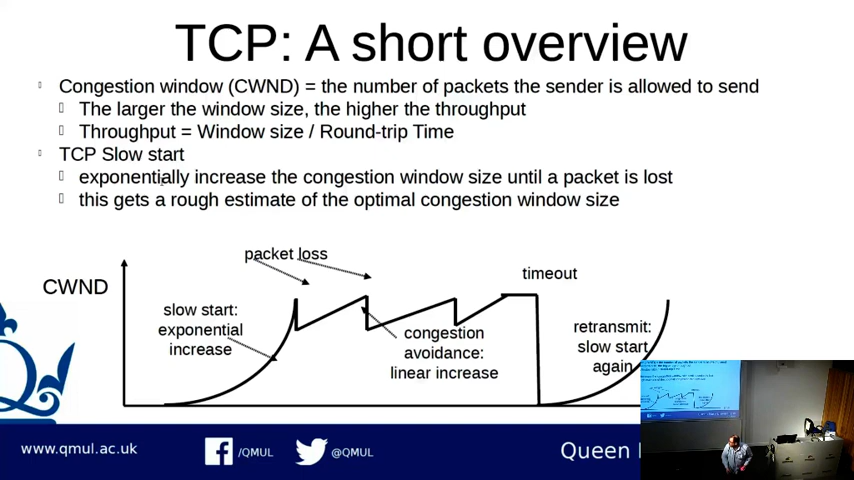 TCP: A short overview
Congestion window (CWND) = the number of packets the sender is allowed to send
The larger the window size, the higher the throughput
Throughput = Window size / Round-trip Time
TCP Slow start
exponentially increase the congestion window size until a packet is lost
this gets a rough estimate of the optimal congestion window size
packet loss
timeout
CWND
slow start:
exponential
increase
congestion
avoidance:
linear increase
retransmit:
slow start
again
www.qmul.ac.uk
/QMUL
@QMUL
Queen